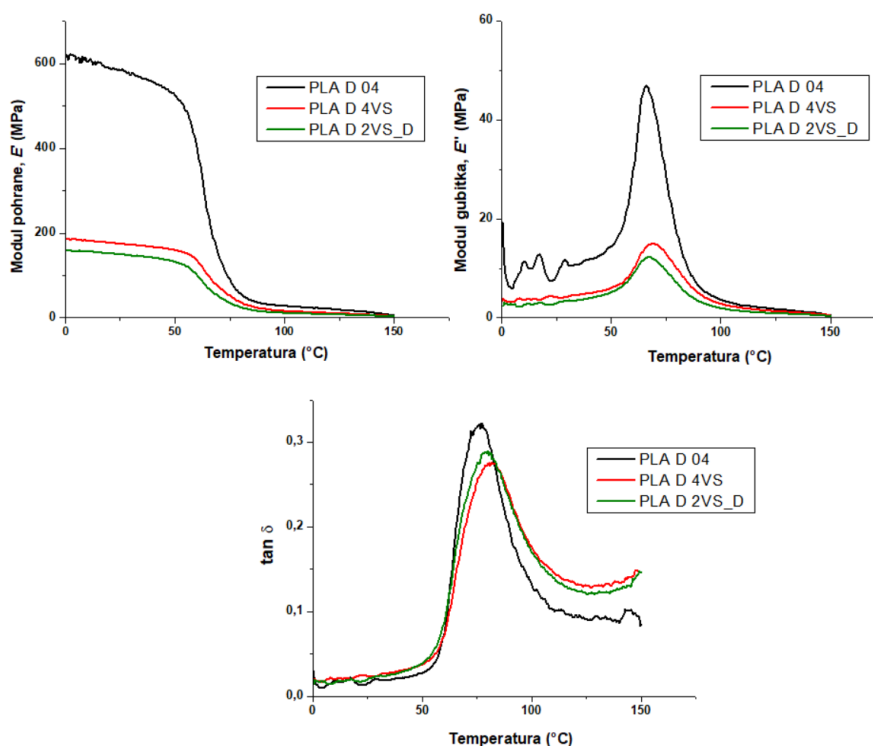 Modul pohrane, E' (MPa)
600
400
200
0
0
50
100
150
Temperatura (°C)
PLA D 04
PLA D 4VS
PLA D 2VS_D
Modul gubitka, E" (MPa)
60
40
20
0
0
50
100
150
Temperatura (°C)
PLA D 04
PLA D 4VS
PLA D 2VS_D
tan δ
0,3
0,2
0,1
0,0
0
50
100
150
Temperatura (°C)
PLA D 04
PLA D 4VS
PLA D 2VS_D